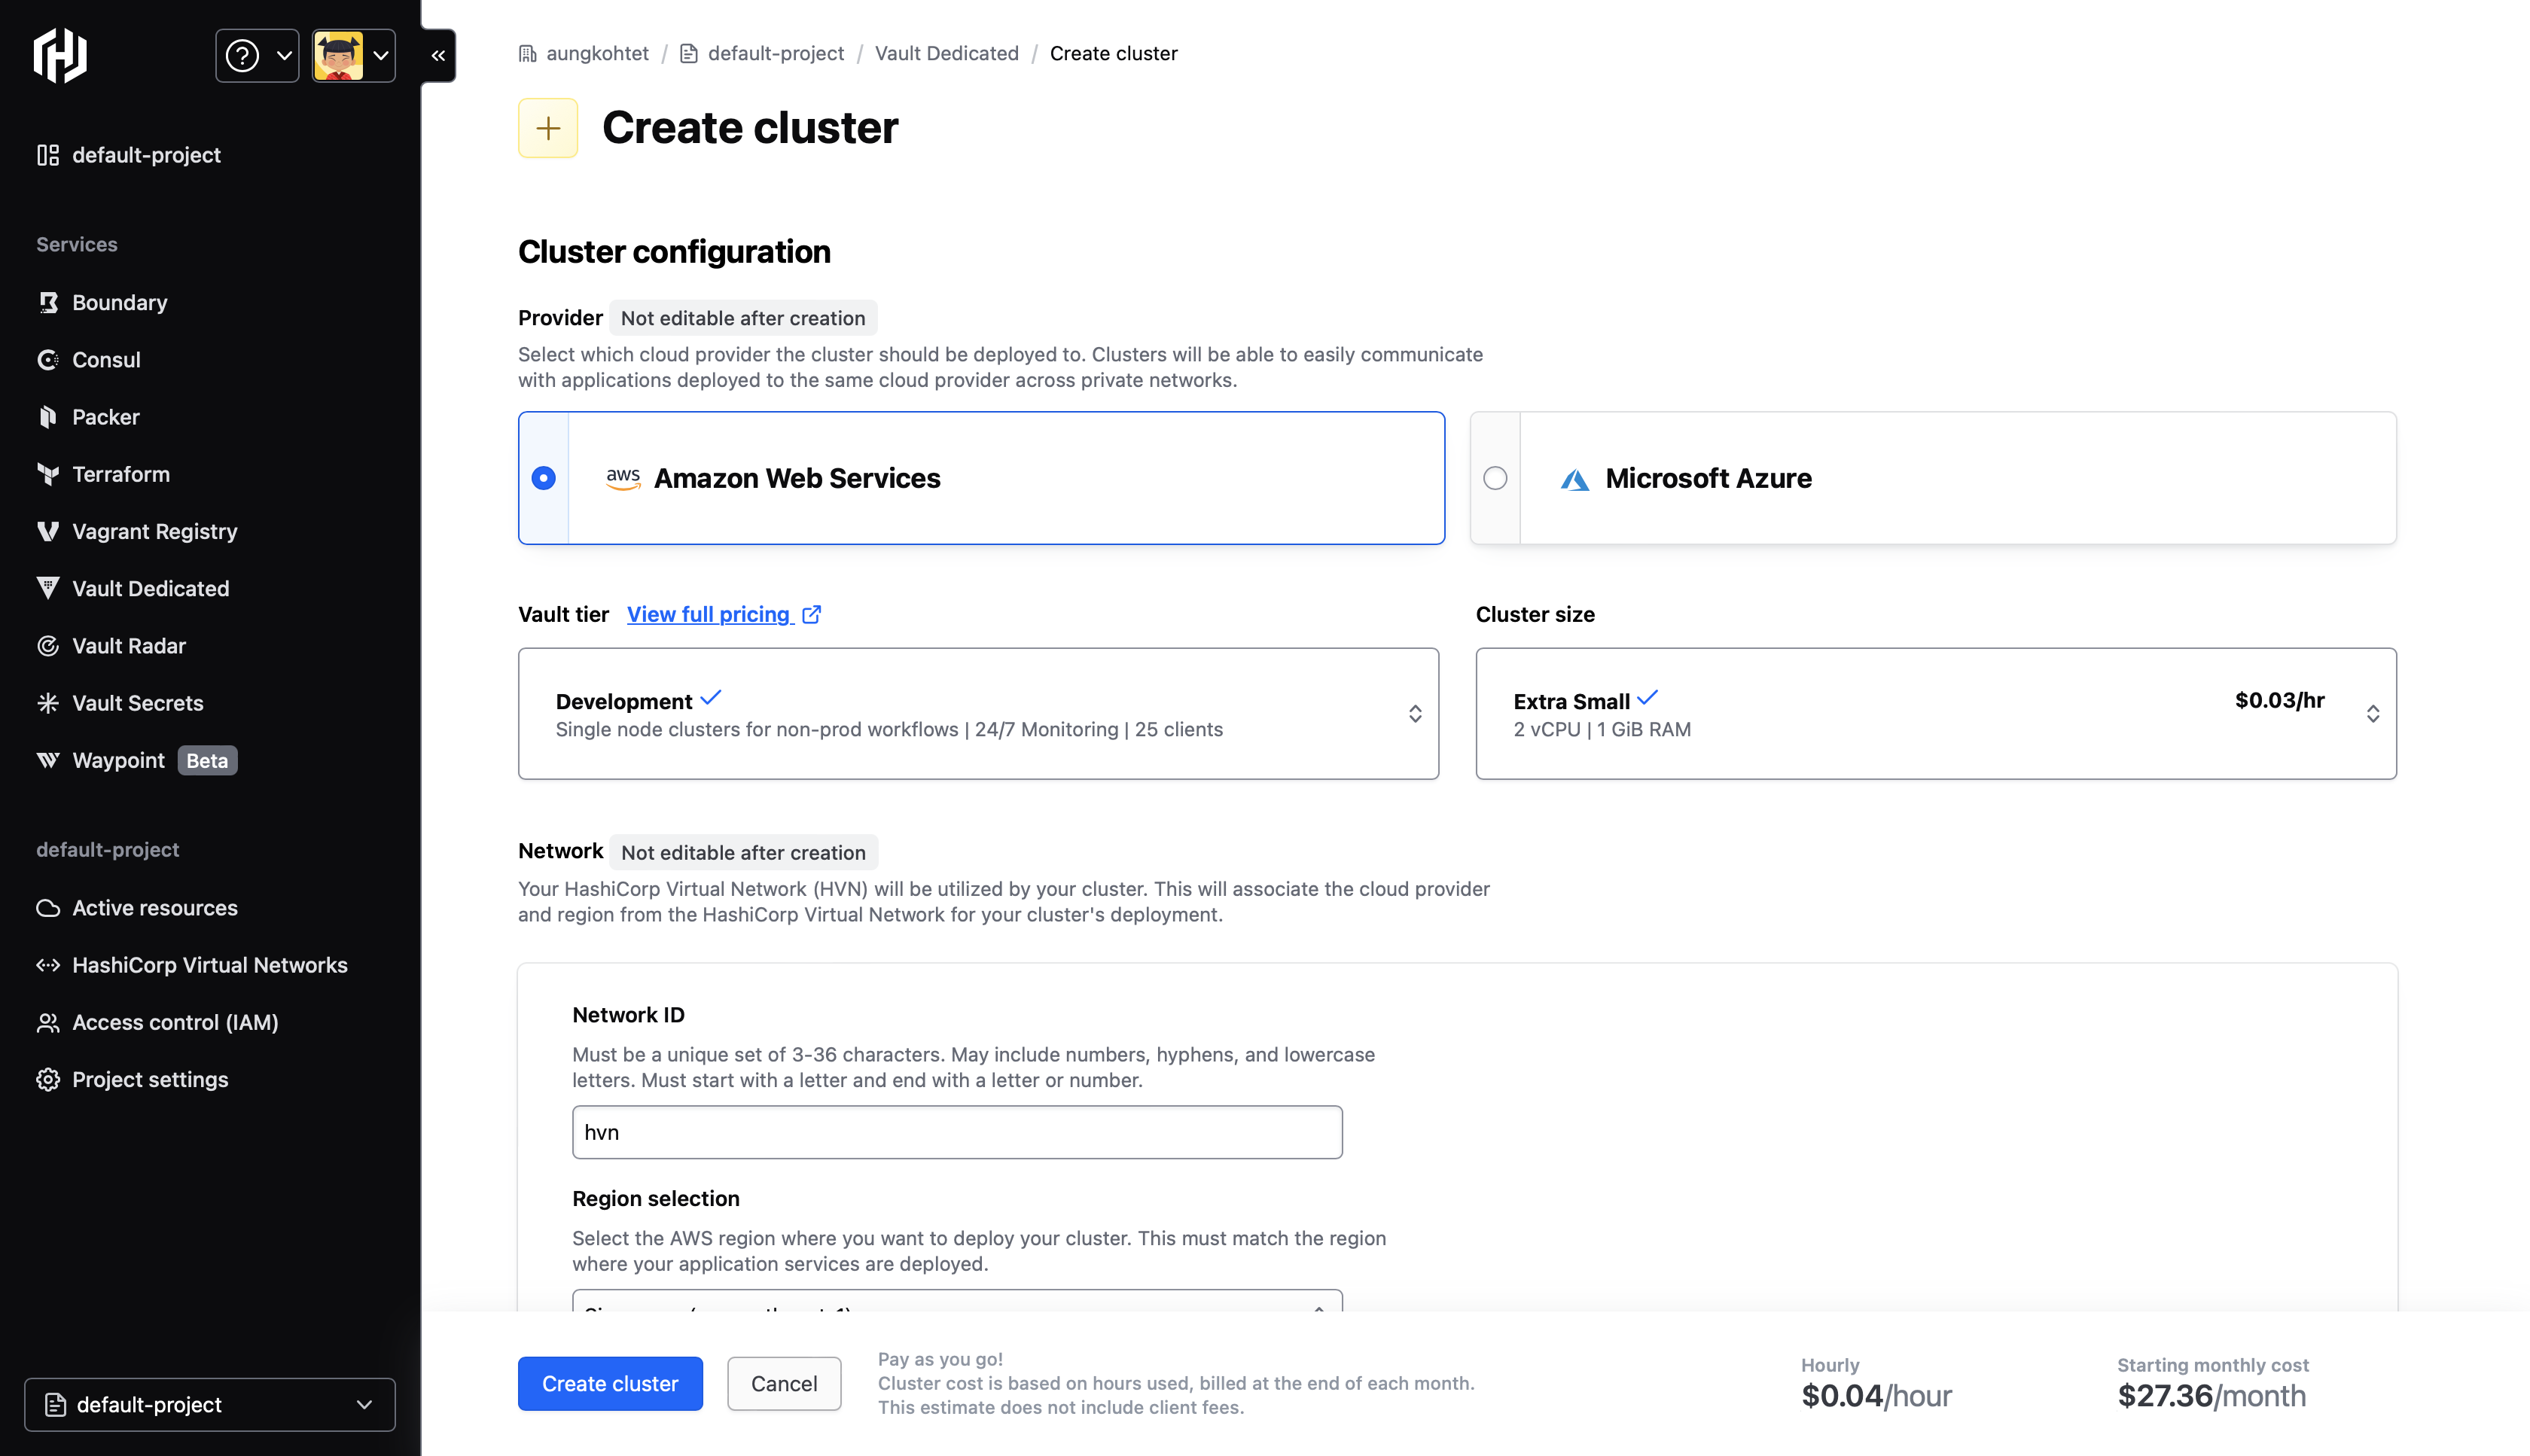 aungkohtet / default-project / Vault Dedicated / Create cluster
Create cluster
default-project
Services
Boundary
Consul
Packer
Terraform
Vagrant Registry
Vault Dedicated
Vault Radar
Vault Secrets
Waypoint Beta
default-project
Active resources
HashiCorp Virtual Networks
Access control (IAM)
Project settings
default-project
Cluster configuration
Provider Not editable after creation
Select which cloud provider the cluster should be deployed to. Clusters will be able to easily communicate
with applications deployed to the same cloud provider across private networks.
aws Amazon Web Services
Microsoft Azure
Vault tier View full pricing
Development
Single node clusters for non-prod workflows | 24/7 Monitoring | 25 clients
Cluster size
Extra Small $0.03/hr
2 vCPU | 1 GiB RAM
Network Not editable after creation
Your HashiCorp Virtual Network (HVN) will be utilized by your cluster. This will associate the cloud provider
and region from the HashiCorp Virtual Network for your cluster's deployment.
Network ID
Must be a unique set of 3-36 characters. May include numbers, hyphens, and lowercase
letters. Must start with a letter and end with a letter or number.
hvn
Region selection
Select the AWS region where you want to deploy your cluster. This must match the region
where your application services are deployed.
Create cluster
Cancel
Pay as you go!
Cluster cost is based on hours used, billed at the end of each month.
This estimate does not include client fees.
Hourly
$0.04/hour
Starting monthly cost
$27.36/month